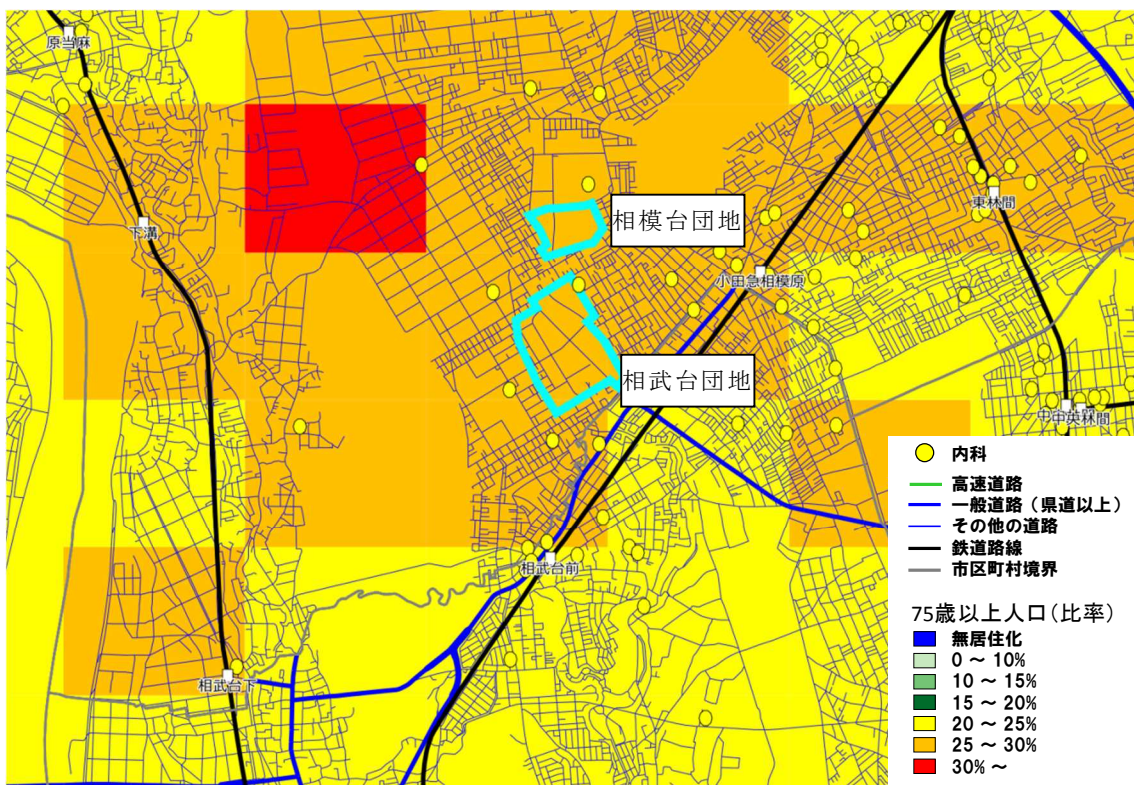 原当麻
下溝
相模台団地
東林間
小田急相模原
相武台団地
相武台前
相武台下
内科
高速道路
一般道路（県道以上）
その他の道路
鉄道路線
市区町村境界
75歳以上人口（比率）
無居住化
0 ～ 10%
10 ～ 15%
15 ～ 20%
20 ～ 25%
25 ～ 30%
30% ～